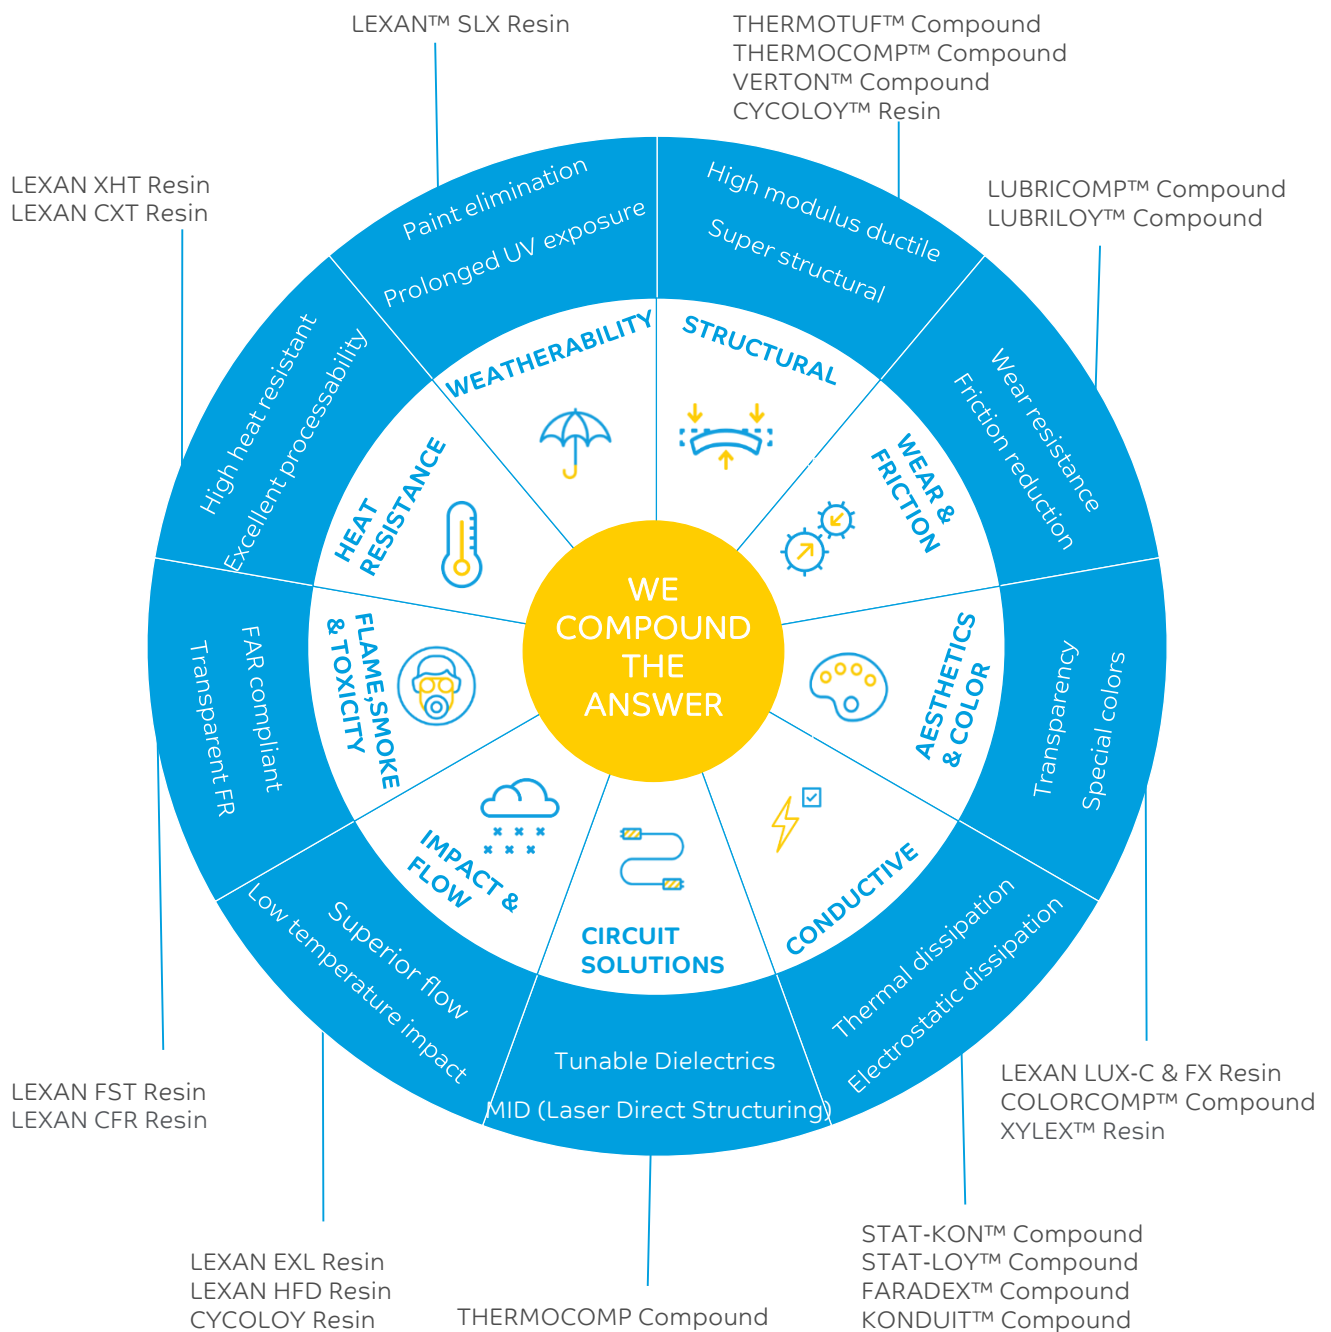 LEXAN™ SLX Resin
THERMOTUF™ Compound
THERMOCOMP™ Compound
VERTON™ Compound
CYCOLOY™ Resin
LEXAN XHT Resin
LEXAN CXT Resin
LUBRICOMP™ Compound
LUBRILOY™ Compound
Paint elimination
Prolonged UV exposure
WEATHERABILITY
High modulus ductile
Super structural
STRUCTURAL
Wear resistance
Friction reduction
WEAR &
FRICTION
High heat resistant
Excellent processability
HEAT
RESISTANCE
WE
COMPOUND
THE
ANSWER
Transparency
Special colors
AESTHETICS
& COLOR
FAR compliant
Transparent FR
FLAME,SMOKE
& TOXICITY
Superior flow
Low temperature impact
IMPACT &
FLOW
CIRCUIT
SOLUTIONS
Tunable Dielectrics
MID (Laser Direct Structuring)
CONDUCTIVE
Thermal dissipation
Electrostatic dissipation
LEXAN FST Resin
LEXAN CFR Resin
LEXAN LUX-C & FX Resin
COLORCOMP™ Compound
XYLEX™ Resin
LEXAN EXL Resin
LEXAN HFD Resin
CYCOLOY Resin
THERMOCOMP Compound
STAT-KON™ Compound
STAT-LOY™ Compound
FARADEX™ Compound
KONDUIT™ Compound